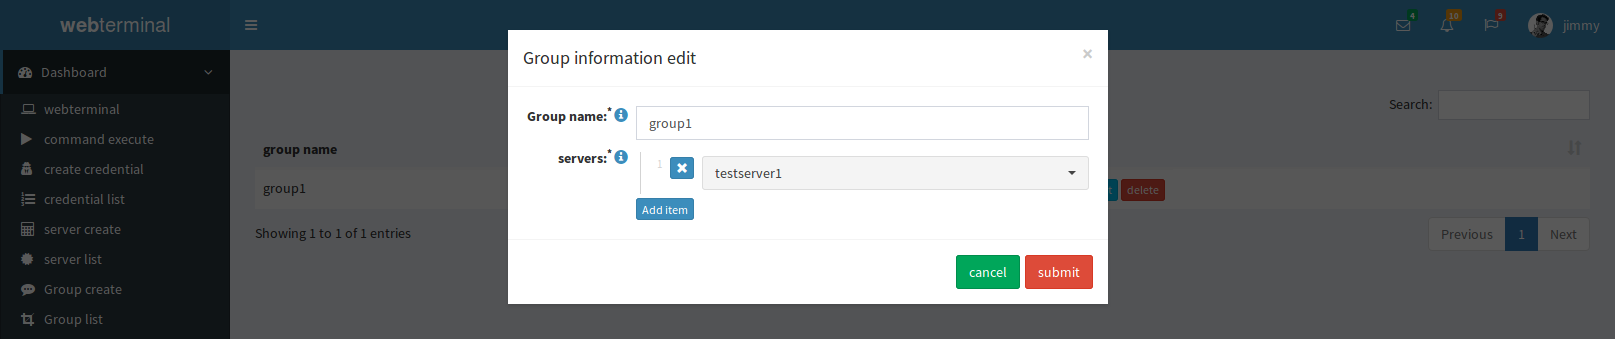 webterminal
4
10
9
jimmy
Group information edit
×
Dashboard
webterminal
command execute
create credential
credential list
server create
server list
Group create
Group list
Search:
group name
group1
delete
Showing 1 to 1 of 1 entries
Previous 1 Next
Group name:*
group1
servers:*
1
testserver1
Add item
cancel submit